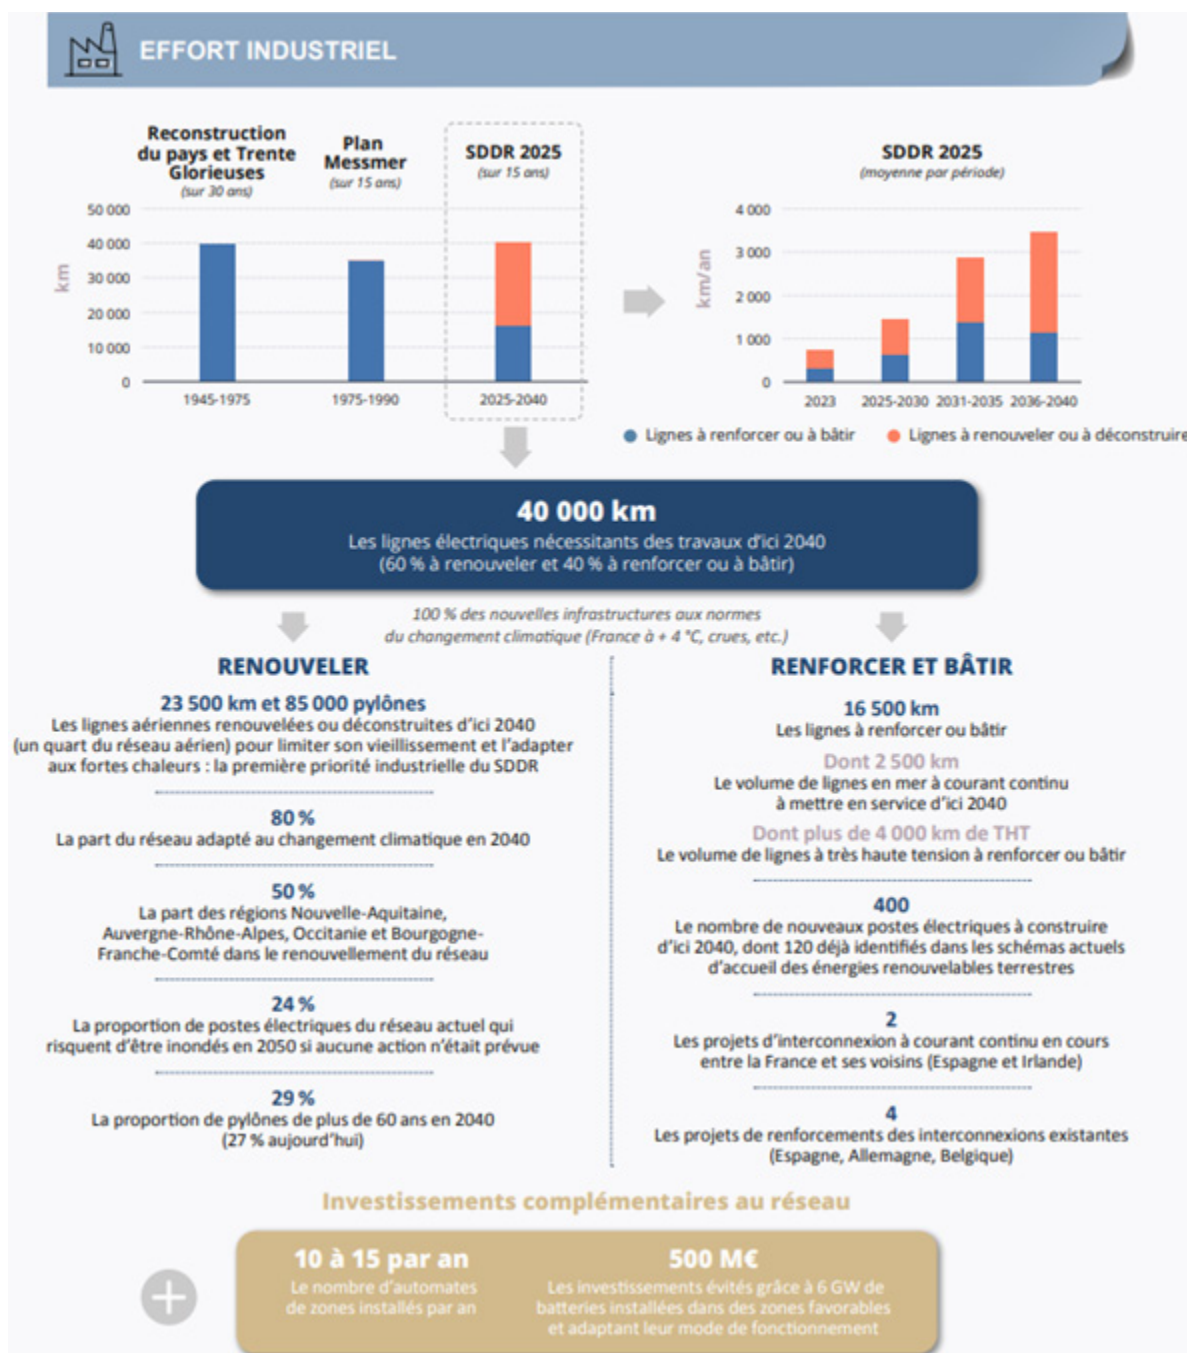 EFFORT INDUSTRIEL
Reconstruction
du pays et Trente
Glorieuses
(sur 30 ans)
Plan
Messmer
(sur 15 ans)
SDDR 2025
(sur 15 ans)
km
50 000
40 000
30 000
20 000
10 000
0
1945-1975
1975-1990
2025-2040
SDDR 2025
(moyenne par période)
km/an
4 000
3 000
2 000
1 000
0
2023
2025-2030
2031-2035
2036-2040
Lignes à renforcer ou à bâtir
Lignes à renouveler ou à déconstruire
40 000 km
Les lignes électriques nécessitants des travaux d'ici 2040
(60 % à renouveler et 40 % à renforcer ou à bâtir)
100 % des nouvelles infrastructures aux normes
du changement climatique (France à + 4 °C, crues, etc.)
RENOUVELER
23 500 km et 85 000 pylônes
Les lignes aériennes renouvelées ou déconstruites d'ici 2040
(un quart du réseau aérien) pour limiter son vieillissement et l'adapter
aux fortes chaleurs : la première priorité industrielle du SDDR
80 %
La part du réseau adapté au changement climatique en 2040
50 %
La part des régions Nouvelle-Aquitaine,
Auvergne-Rhône-Alpes, Occitanie et Bourgogne-
Franche-Comté dans le renouvellement du réseau
24 %
La proportion de postes électriques du réseau actuel qui
risquent d'être inondés en 2050 si aucune action n'était prévue
29 %
La proportion de pylônes de plus de 60 ans en 2040
(27 % aujourd'hui)
RENFORCER ET BÂTIR
16 500 km
Les lignes à renforcer ou bâtir
Dont 2 500 km
Le volume de lignes en mer à courant continu
à mettre en service d'ici 2040
Dont plus de 4 000 km de THT
Le volume de lignes à très haute tension à renforcer ou bâtir
400
Le nombre de nouveaux postes électriques à construire
d'ici 2040, dont 120 déjà identifiés dans les schémas actuels
d'accueil des énergies renouvelables terrestres
2
Les projets d'interconnexion à courant continu en cours
entre la France et ses voisins (Espagne et Irlande)
4
Les projets de renforcements des interconnexions existantes
(Espagne, Allemagne, Belgique)
Investissements complémentaires au réseau
10 à 15 par an
Le nombre d'automates
de zones installés par an
500 M€
Les investissements évités grâce à 6 GW de
batteries installées dans des zones favorables
et adaptant leur mode de fonctionnement